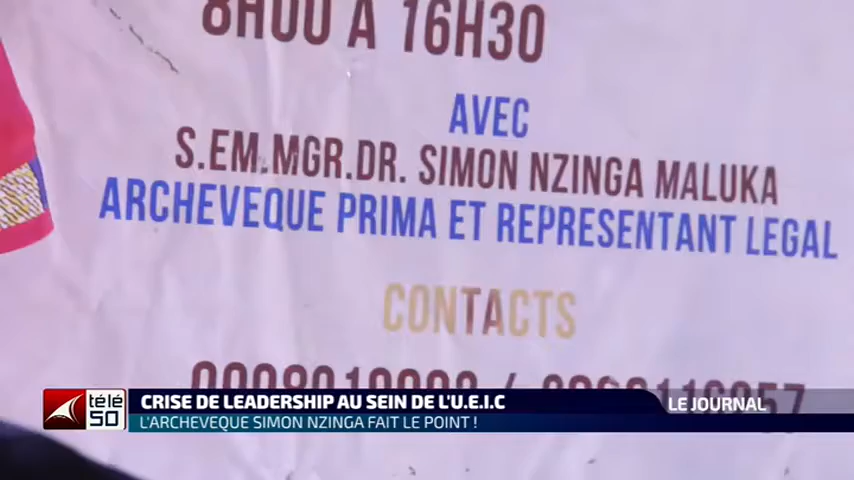 8H00 A 16H30
AVEC
S.EM.MGR.DR. SIMON NZINGA MALUKA
ARCHEVEQUE PRIMA ET REPRESENTANT LEGAL
CONTACTS
télé 50
CRISE DE LEADERSHIP AU SEIN DE L'U.E.I.C
LE JOURNAL
L'ARCHEVEQUE SIMON NZINGA FAIT LE POINT !